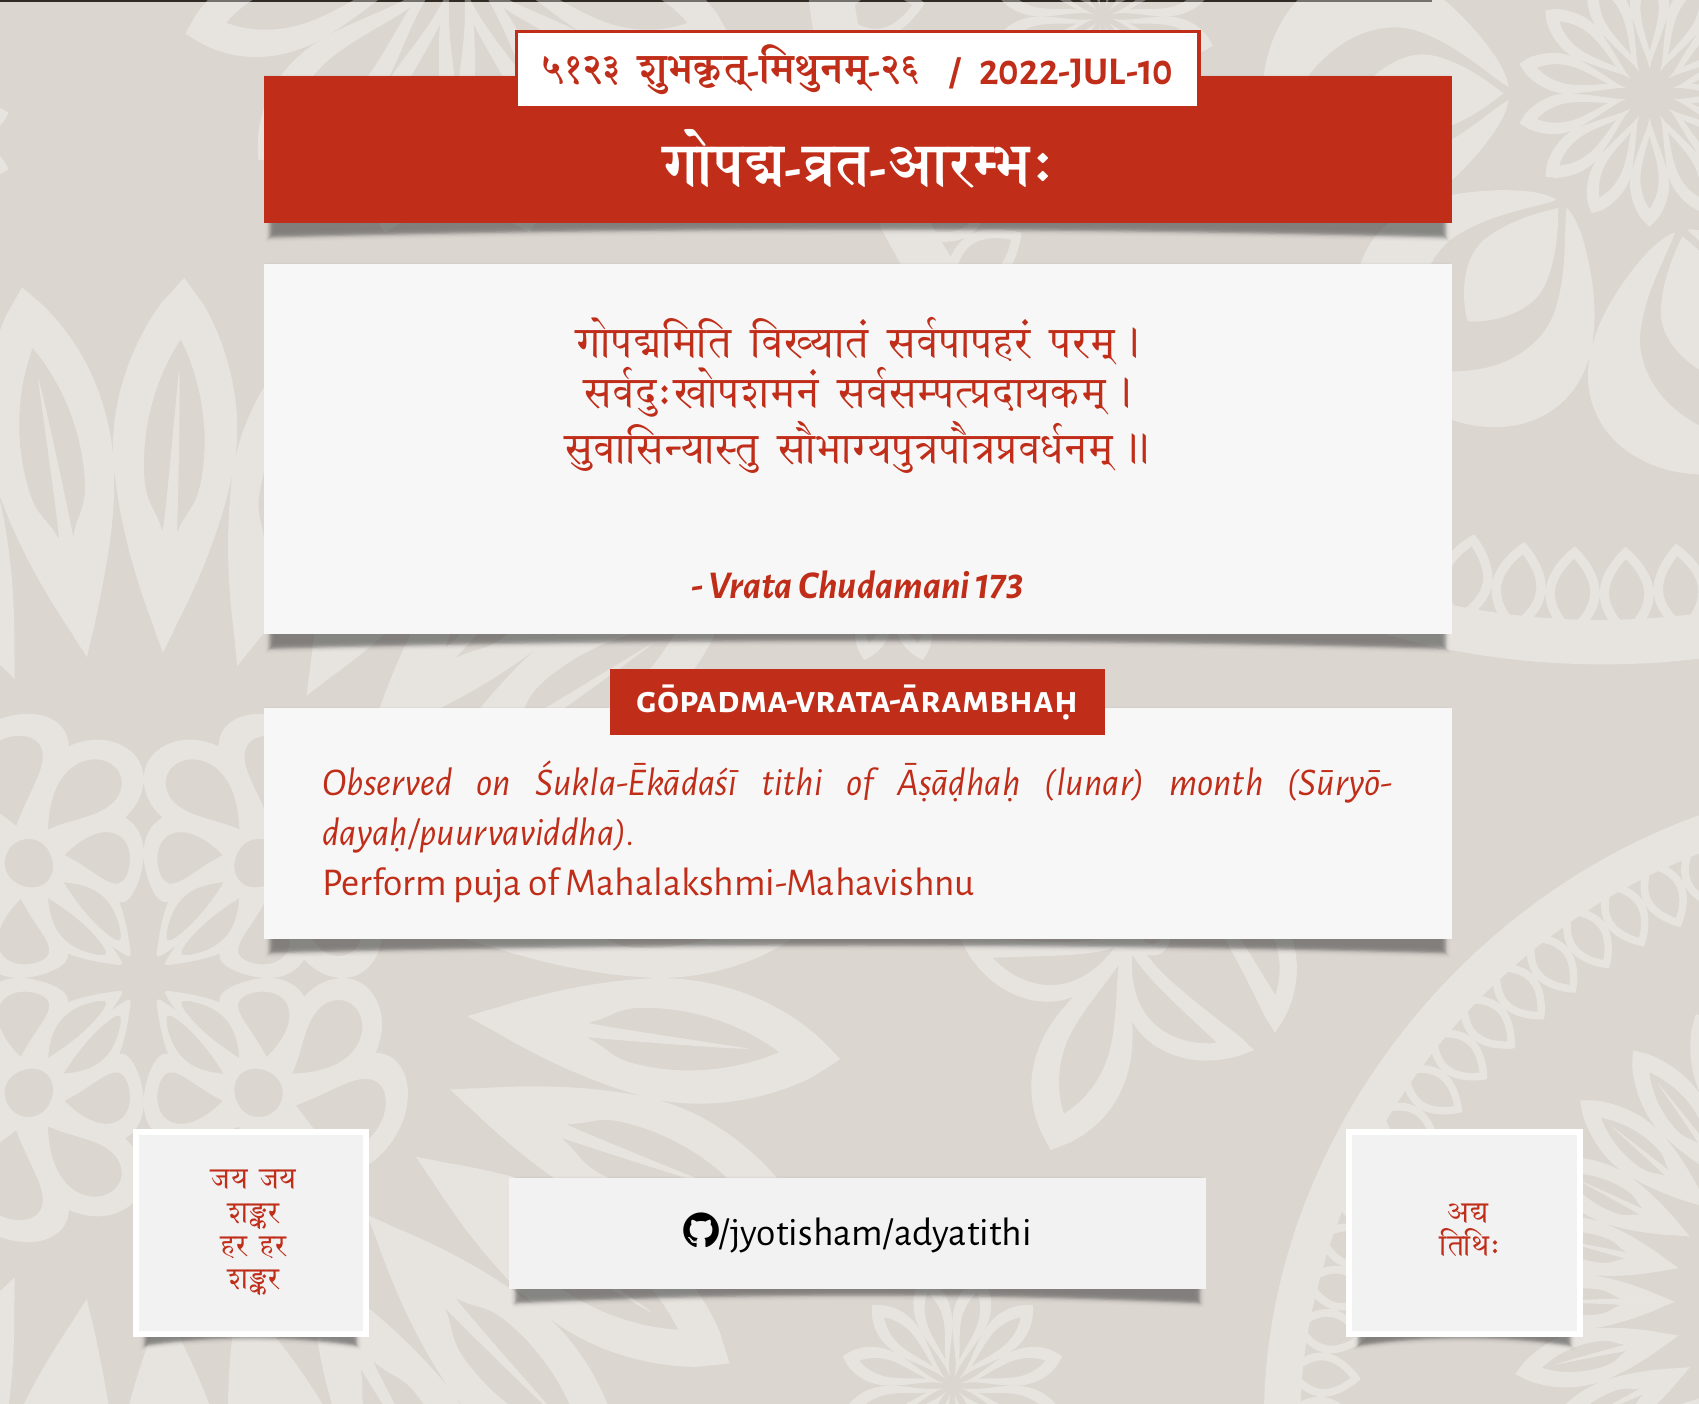 ५१२३ शुभकृत्-मिथुनम्-२६ / 2022-JUL-10
गोपद्म-व्रत-आरम्भः
गोपद्ममिति विख्यातं सर्वपापहरं परम् ।
सर्वदुःखोपशमनं सर्वसम्पत्प्रदायकम् ।
सुवासिन्यास्तु सौभाग्यपुत्रपौत्रप्रवर्धनम् ॥
- Vrata Chudamani 173
GŌPADMA-VRATA-ĀRAMBHAḤ
Observed on Śukla-Ēkādaśī tithi of Āṣāḍhaḥ (lunar) month (Sūryō-
dayaḥ/puurvaviddha).
Perform puja of Mahalakshmi-Mahavishnu
जय जय
शङ्कर
हर हर
शङ्कर
/jyotisham/adyatithi
अद्य
तिथिः